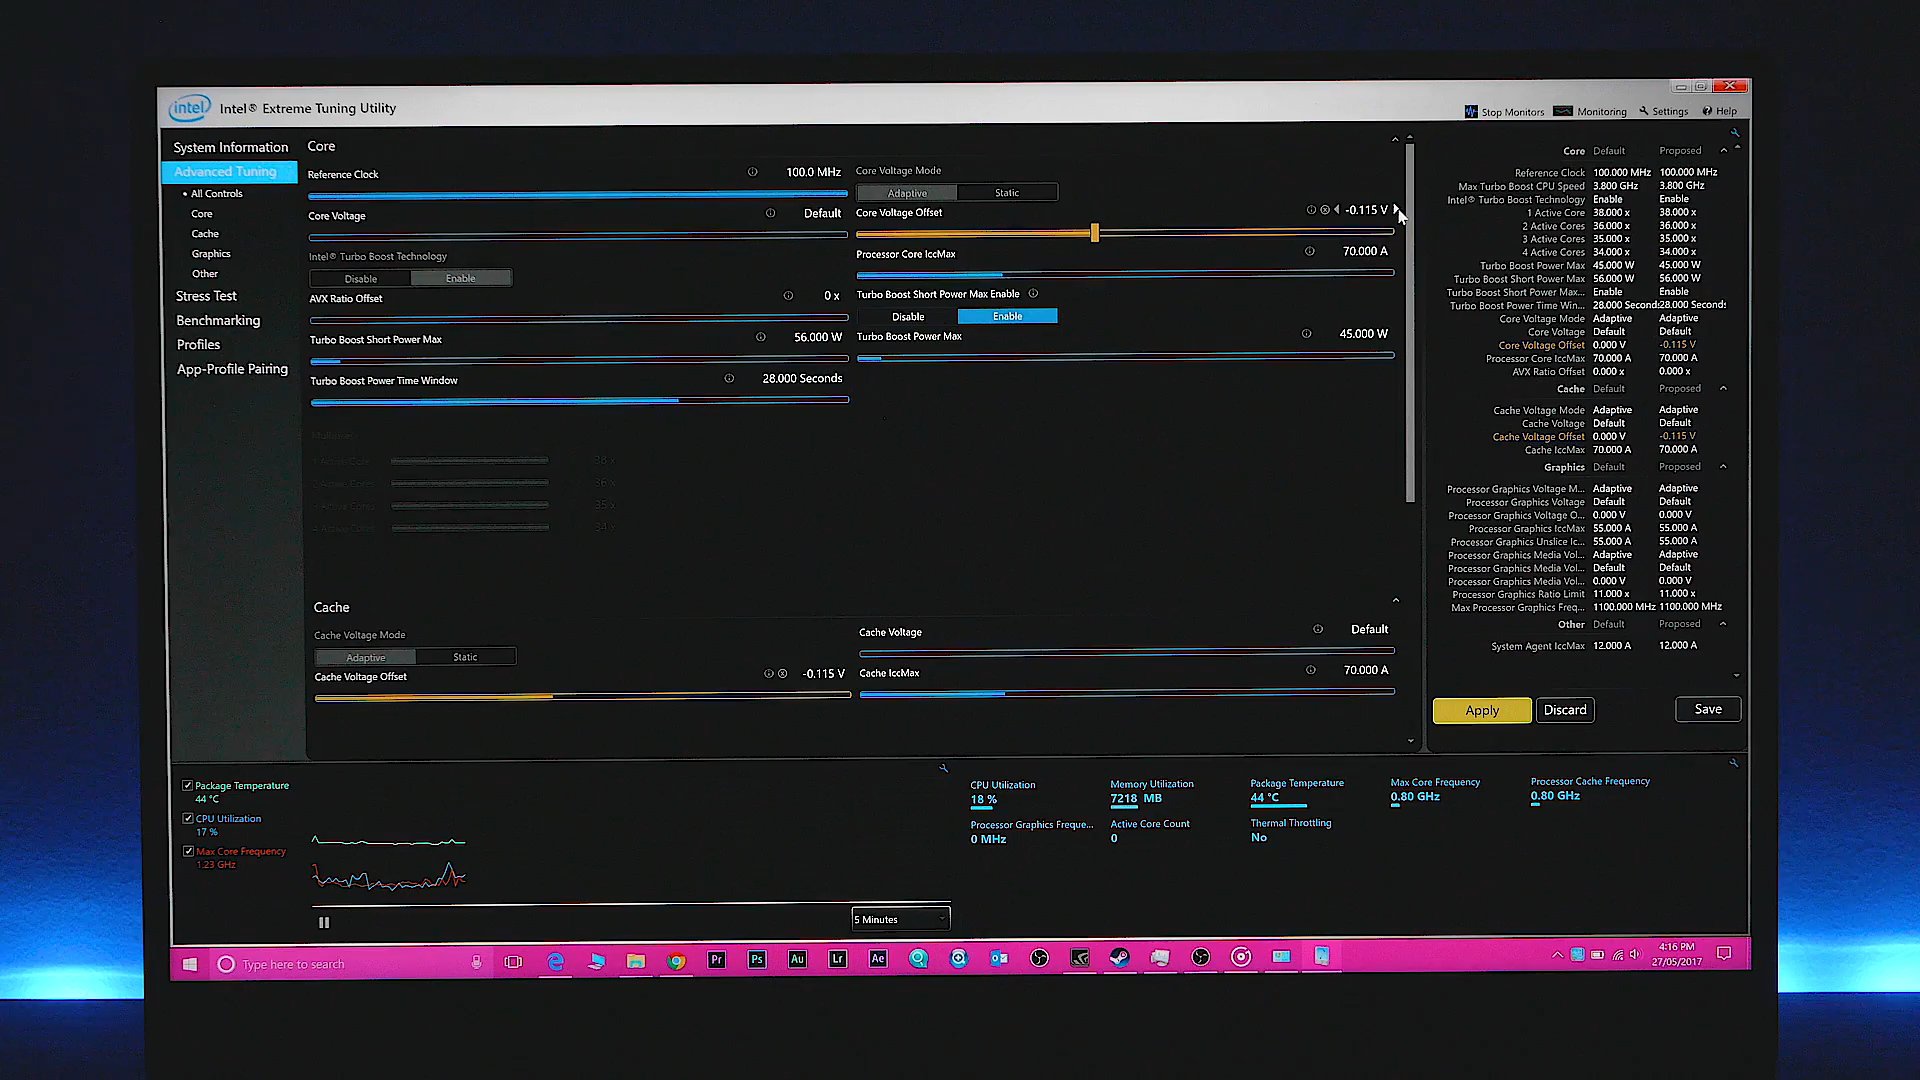 intel Intel® Extreme Tuning Utility
Stop Monitors Monitoring Settings Help
System Information
Advanced Tuning
• All Controls
Core
Cache
Graphics
Other
Stress Test
Benchmarking
Profiles
App-Profile Pairing
Core
Reference Clock 100.0 MHz
Core Voltage Default
Intel® Turbo Boost Technology
Disable Enable
AVX Ratio Offset 0 x
Turbo Boost Short Power Max 56.000 W
Turbo Boost Power Time Window 28.000 Seconds
Core Voltage Mode
Adaptive Static
Core Voltage Offset -0.115 V
Processor Core IccMax 70.000 A
Turbo Boost Short Power Max Enable
Disable Enable
Turbo Boost Power Max 45.000 W
Cache
Cache Voltage Mode
Adaptive Static
Cache Voltage Offset -0.115 V
Cache Voltage Default
Cache IccMax 70.000 A
Core Default Proposed
Reference Clock 100.000 MHz 100.000 MHz
Max Turbo Boost CPU Speed 3.800 GHz 3.800 GHz
Intel® Turbo Boost Technology Enable Enable
1 Active Core 38.000 x 38.000 x
2 Active Cores 36.000 x 36.000 x
3 Active Cores 35.000 x 35.000 x
4 Active Cores 34.000 x 34.000 x
Turbo Boost Power Max 45.000 W 45.000 W
Turbo Boost Short Power Max 56.000 W 56.000 W
Turbo Boost Short Power Max... Enable Enable
Turbo Boost Power Time Win... 28.000 Seconds 28.000 Seconds
Core Voltage Mode Adaptive Adaptive
Core Voltage Default Default
Core Voltage Offset 0.000 V -0.115 V
Processor Core IccMax 70.000 A 70.000 A
AVX Ratio Offset 0.000 x 0.000 x
Cache Default Proposed
Cache Voltage Mode Adaptive Adaptive
Cache Voltage Default Default
Cache Voltage Offset 0.000 V -0.115 V
Cache IccMax 70.000 A 70.000 A
Graphics Default Proposed
Processor Graphics Voltage M... Adaptive Adaptive
Processor Graphics Voltage Default Default
Processor Graphics Voltage O... 0.000 V 0.000 V
Processor Graphics IccMax 55.000 A 55.000 A
Processor Graphics Unslice Ic... 55.000 A 55.000 A
Processor Graphics Media Vol... Adaptive Adaptive
Processor Graphics Media Vol... Default Default
Processor Graphics Media Vol... 0.000 V 0.000 V
Processor Graphics Ratio Limit 11.000 x 11.000 x
Max Processor Graphics Freq... 1100.000 MHz 1100.000 MHz
Other Default Proposed
System Agent IccMax 12.000 A 12.000 A
Apply Discard Save
Package Temperature
44 °C
CPU Utilization
17 %
Max Core Frequency
1.23 GHz
5 Minutes
CPU Utilization
18 %
Memory Utilization
7218 MB
Package Temperature
44 °C
Max Core Frequency
0.80 GHz
Processor Cache Frequency
0.80 GHz
Processor Graphics Freque...
0 MHz
Active Core Count
0
Thermal Throttling
No
Type here to search
Pr Ps Au Lr Ae
4:16 PM
27/05/2017